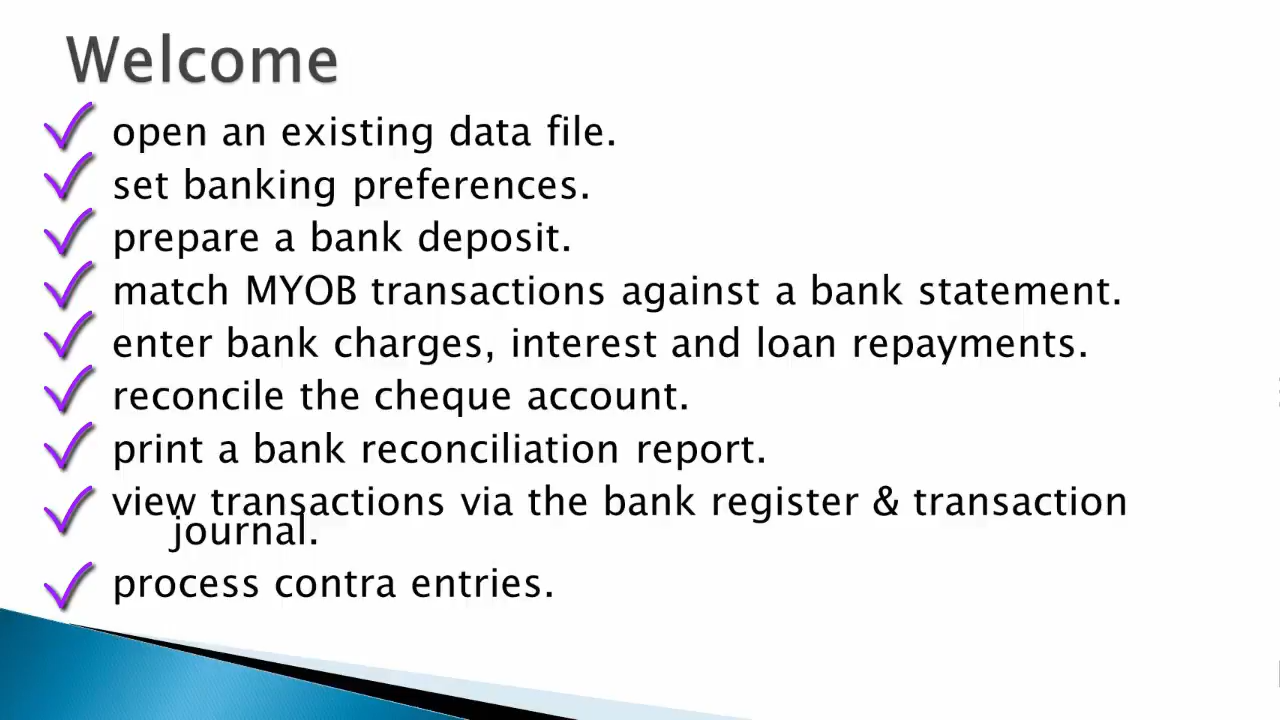 Welcome
open an existing data file.
set banking preferences.
prepare a bank deposit.
match MYOB transactions against a bank statement.
enter bank charges, interest and loan repayments.
reconcile the cheque account.
print a bank reconciliation report.
view transactions via the bank register & transaction
journal.
process contra entries.